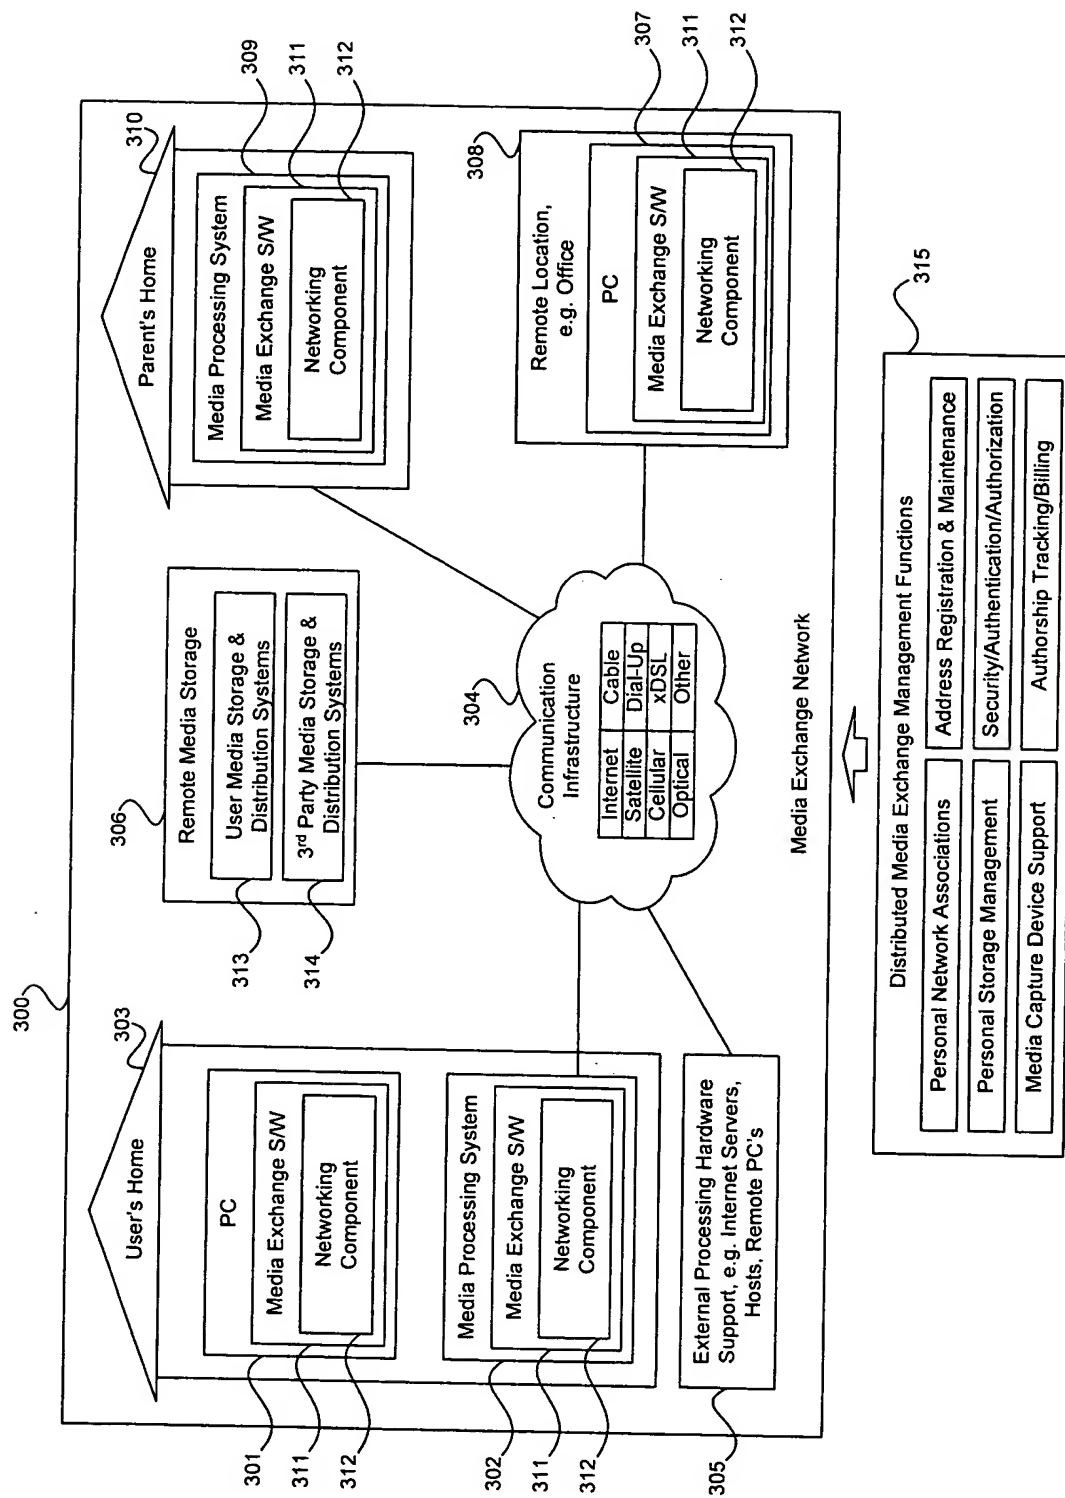 300
303
User's Home
PC
Media Exchange S/W
Networking
Component
301
311
312
Media Processing System
Media Exchange S/W
Networking
Component
302
311
312
External Processing Hardware
Support, e.g. Internet Servers,
Hosts, Remote PC's
305
306
Remote Media Storage
User Media Storage &
Distribution Systems
3rd Party Media Storage &
Distribution Systems
313
314
304
Communication
Infrastructure
Internet Cable
Satellite Dial-Up
Cellular xDSL
Optical Other
310
Parent's Home
Media Processing System
Media Exchange S/W
Networking
Component
309
311
312
308
Remote Location,
e.g. Office
PC
Media Exchange S/W
Networking
Component
307
311
312
Media Exchange Network
315
Distributed Media Exchange Management Functions
Personal Network Associations
Address Registration & Maintenance
Personal Storage Management
Security/Authentication/Authorization
Media Capture Device Support
Authorship Tracking/Billing